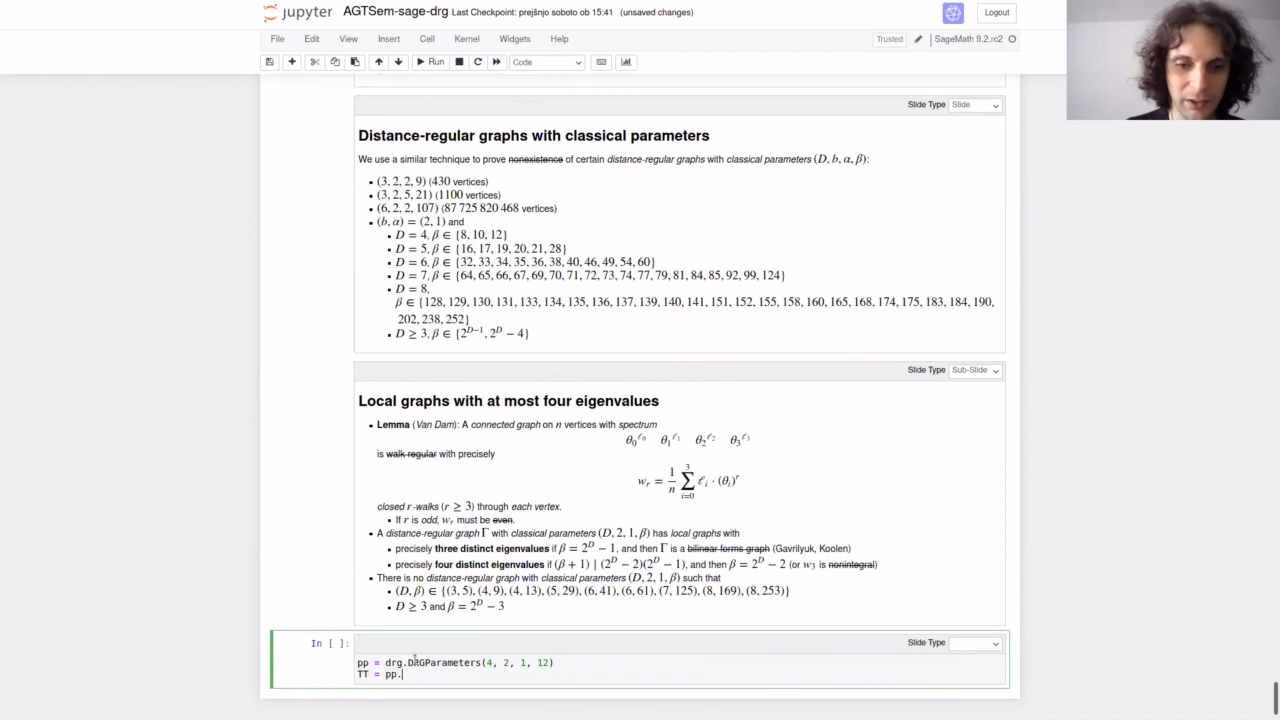 jupyter AGTSem-sage-drg Last Checkpoint: prejšnjo soboto ob 15:41 (unsaved changes) Logout
File Edit View Insert Cell Kernel Widgets Help Trusted SageMath 9.2.rc2
Run Code
Slide Type Slide
Distance-regular graphs with classical parameters
We use a similar technique to prove nonexistence of certain distance-regular graphs with classical parameters (D, b, α, β):
(3, 2, 2, 9) (430 vertices)
(3, 2, 5, 21) (1100 vertices)
(6, 2, 2, 107) (87 725 820 468 vertices)
(b, α) = (2, 1) and
D = 4, β ∈ {8, 10, 12}
D = 5, β ∈ {16, 17, 19, 20, 21, 28}
D = 6, β ∈ {32, 33, 34, 35, 36, 38, 40, 46, 49, 54, 60}
D = 7, β ∈ {64, 65, 66, 67, 69, 70, 71, 72, 73, 74, 77, 79, 81, 84, 85, 92, 99, 124}
D = 8,
β ∈ {128, 129, 130, 131, 133, 134, 135, 136, 137, 139, 140, 141, 151, 152, 155, 158, 160, 165, 168, 174, 175, 183, 184, 190,
202, 238, 252}
D ≥ 3, β ∈ {2^{D−1}, 2^D − 4}
Slide Type Sub-Slide
Local graphs with at most four eigenvalues
Lemma (Van Dam): A connected graph on n vertices with spectrum
θ_0^{ℓ_0} θ_1^{ℓ_1} θ_2^{ℓ_2} θ_3^{ℓ_3}
is walk regular with precisely
w_r = \frac{1}{n} \sum_{i=0}^{3} ℓ_i · (θ_i)^r
closed r-walks (r ≥ 3) through each vertex.
If r is odd, w_r must be even.
A distance-regular graph Γ with classical parameters (D, 2, 1, β) has local graphs with
precisely three distinct eigenvalues if β = 2^D − 1, and then Γ is a bilinear forms graph (Gavrilyuk, Koolen)
precisely four distinct eigenvalues if (β + 1) | (2^D − 2)(2^D − 1), and then β = 2^D − 2 (or w_3 is nonintegral)
There is no distance-regular graph with classical parameters (D, 2, 1, β) such that
(D, β) ∈ {(3, 5), (4, 9), (4, 13), (5, 29), (6, 41), (6, 61), (7, 125), (8, 169), (8, 253)}
D ≥ 3 and β = 2^D − 3
In [ ]: Slide Type
pp = drg.DRGParameters(4, 2, 1, 12)
TT = pp.